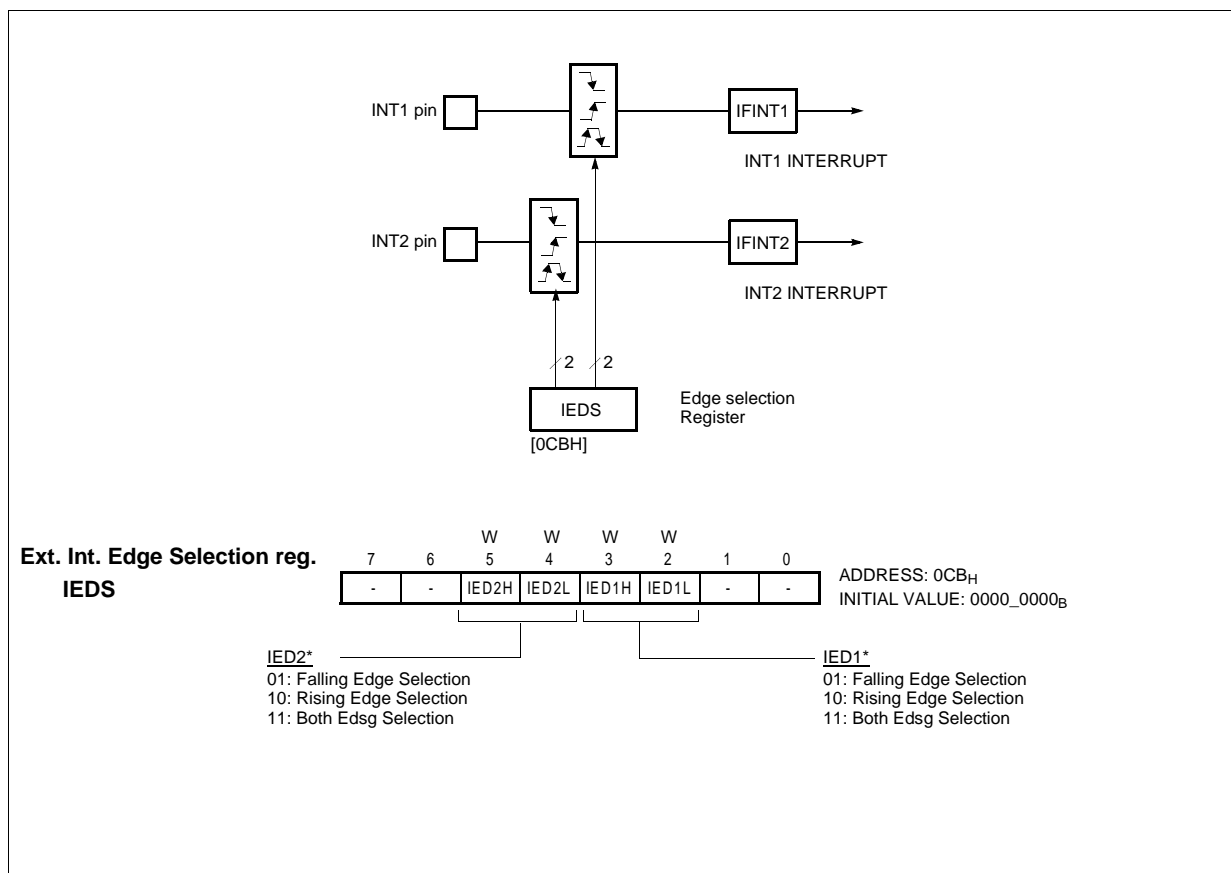 INT1 pin
IFINT1
INT1 INTERRUPT
INT2 pin
IFINT2
INT2 INTERRUPT
2 2
IEDS
Edge selection
Register
[0CBH]
W W W W
Ext. Int. Edge Selection reg.
IEDS
7 6 5 4 3 2 1 0
- - IED2H IED2L IED1H IED1L - -
ADDRESS: 0CBH
INITIAL VALUE: 0000_0000B
IED2*
01: Falling Edge Selection
10: Rising Edge Selection
11: Both Edsg Selection
IED1*
01: Falling Edge Selection
10: Rising Edge Selection
11: Both Edsg Selection